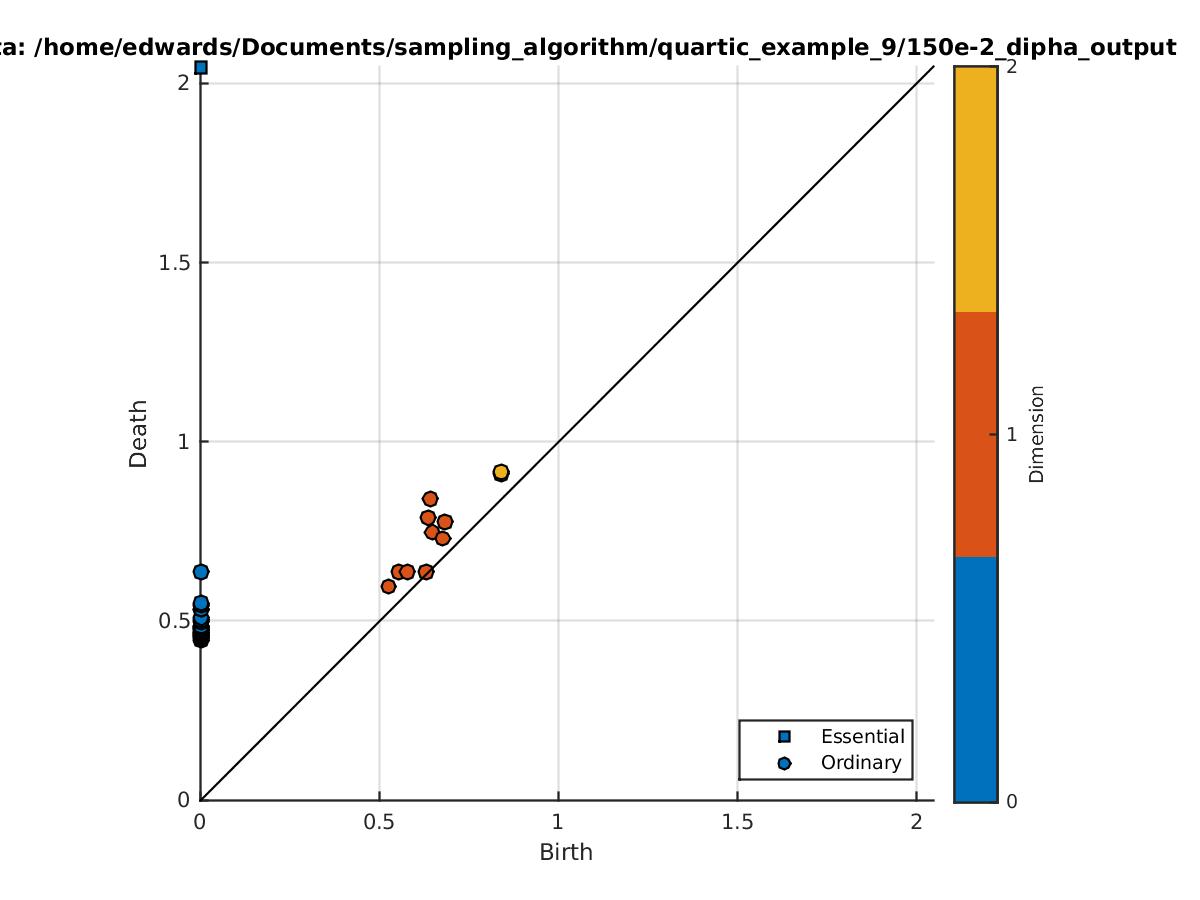 ta: /home/edwards/Documents/sampling_algorithm/quartic_example_9/150e-2_dipha_output
2
1.5
1
0.5
0
Death
0
0.5
1
1.5
2
Birth
Essential
Ordinary
2
1
0
Dimension